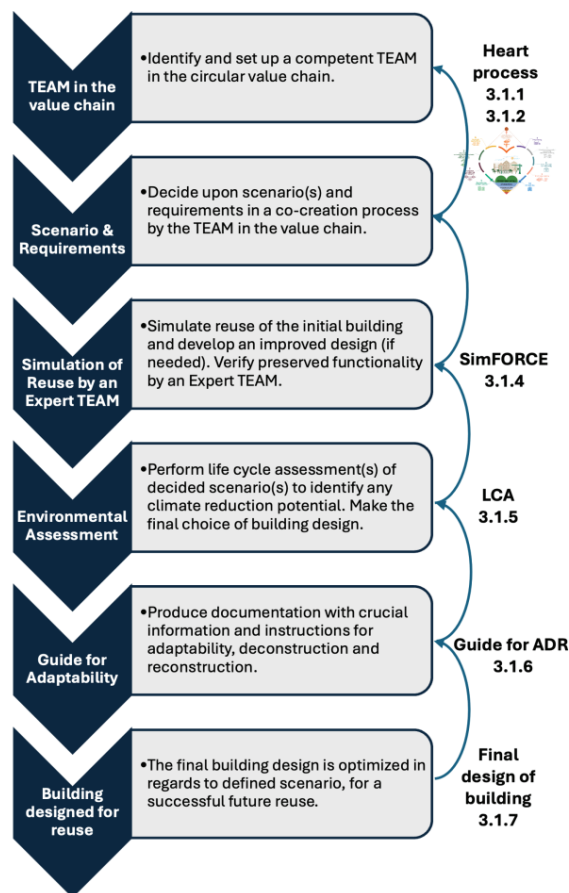 TEAM in the
value chain
•Identify and set up a competent TEAM
in the circular value chain.
Heart
process
3.1.1
3.1.2
Scenario &
Requirements
•Decide upon scenario(s) and
requirements in a co-creation process
by the TEAM in the value chain.
Simulation of
Reuse by an
Expert TEAM
•Simulate reuse of the initial building
and develop an improved design (if
needed). Verify preserved functionality
by an Expert TEAM.
SimFORCE
3.1.4
Environmental
Assessment
•Perform life cycle assessment(s) of
decided scenario(s) to identify any
climate reduction potential. Make the
final choice of building design.
LCA
3.1.5
Guide for
Adaptability
•Produce documentation with crucial
information and instructions for
adaptability, deconstruction and
reconstruction.
Guide for ADR
3.1.6
Building
designed for
reuse
•The final building design is optimized in
regards to defined scenario, for a
successful future reuse.
Final
design of
building
3.1.7